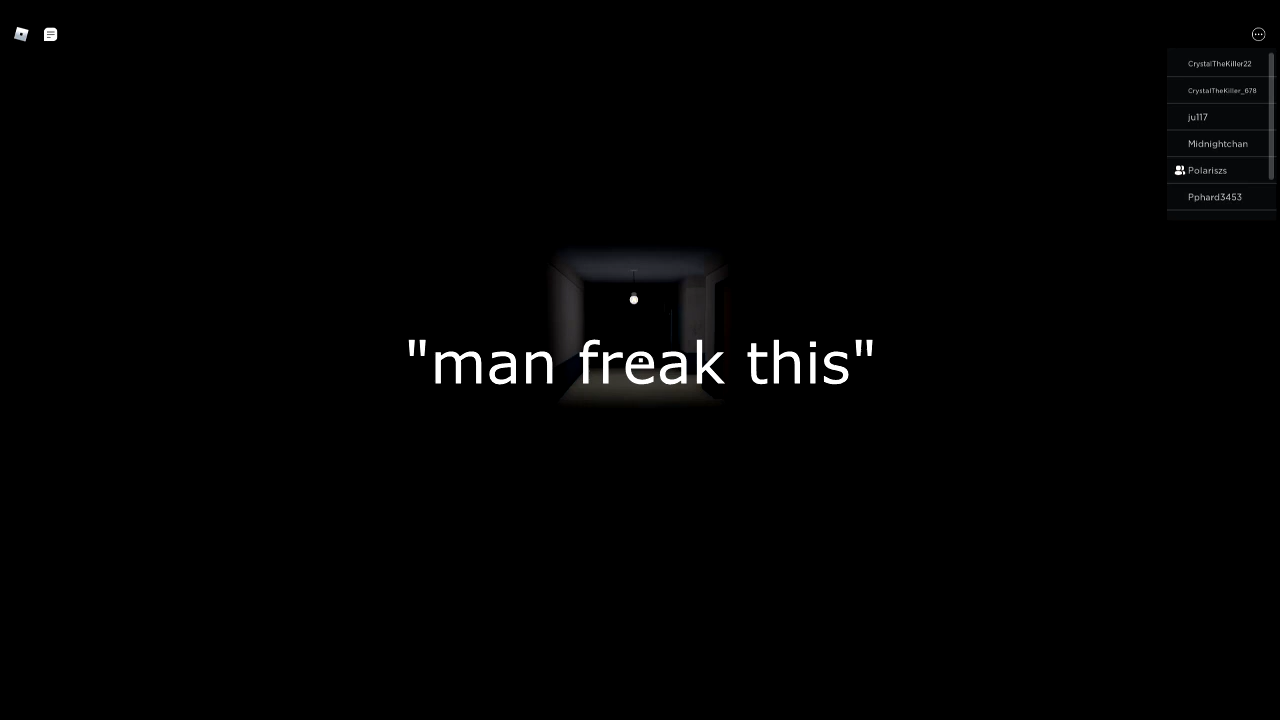 CrystalTheKiller22
CrystalTheKiller_678
ju117
Midnightchan
Polariszs
Pphard3453
"man freak this"